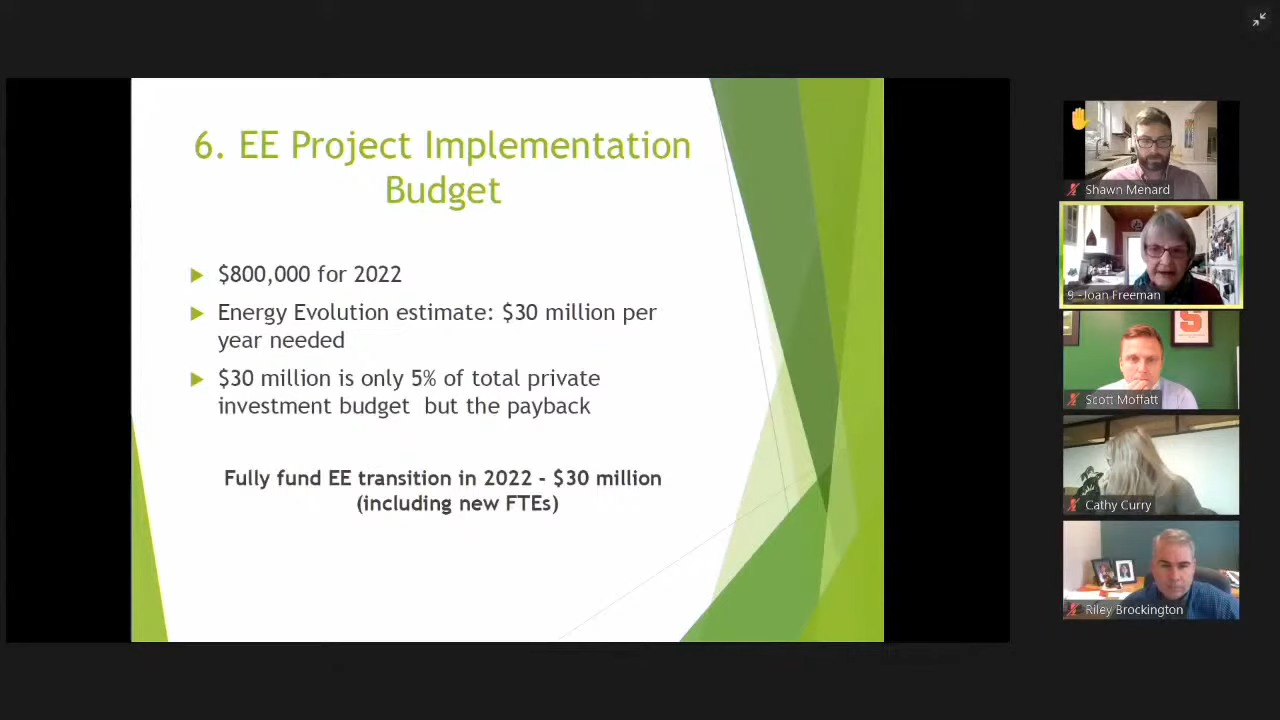 6. EE Project Implementation
Budget
$800,000 for 2022
Energy Evolution estimate: $30 million per
year needed
$30 million is only 5% of total private
investment budget but the payback
Fully fund EE transition in 2022 - $30 million
(including new FTEs)
Shawn Menard
9 - Joan Freeman
Scott Moffatt
S
Cathy Curry
Riley Brockington